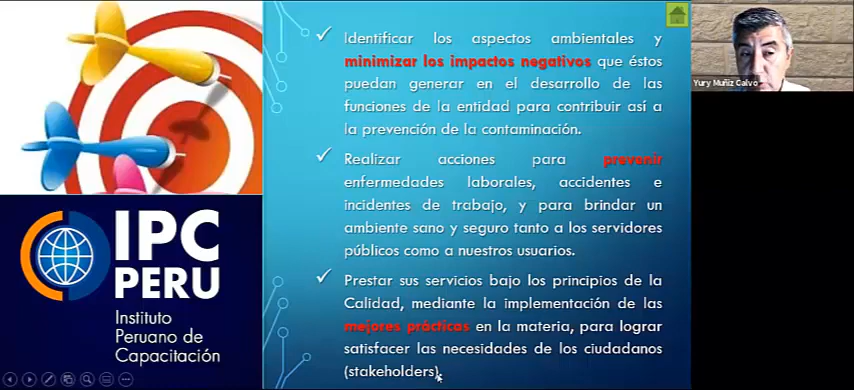 Identificar los aspectos ambientales y
minimizar los impactos negativos que éstos
puedan generar en el desarrollo de las
funciones de la entidad para contribuir así a
la prevención de la contaminación.
Realizar acciones para prevenir
enfermedades laborales, accidentes e
incidentes de trabajo, y para brindar un
ambiente sano y seguro tanto a los servidores
públicos como a nuestros usuarios.
Prestar sus servicios bajo los principios de la
Calidad, mediante la implementación de las
mejores prácticas en la materia, para lograr
satisfacer las necesidades de los ciudadanos
(stakeholders).
IPC
PERU
Instituto
Peruano de
Capacitación
Yury Muñiz Calvo